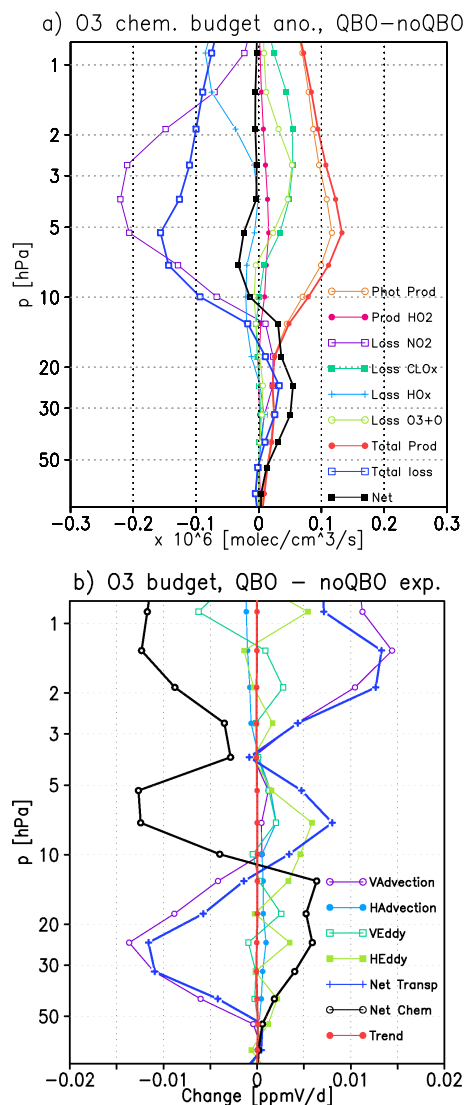 a) O3 chem. budget ano., QBO-noQBO
1
2
3
5
10
20
30
50
p [hPa]
Phot Prod
Prod HO2
Loss NO2
Loss CLOx
Loss HOx
Loss O3+O
Total Prod
Total loss
Net
-0.3 -0.2 -0.1 0 0.1 0.2 0.3
x 10^6 [molec/cm^3/s]
b) O3 budget, QBO - noQBO exp.
1
2
3
5
10
20
30
50
p [hPa]
VAdvection
HAdvection
VEddy
HEddy
Net Transp
Net Chem
Trend
-0.02 -0.01 0 0.01 0.02
Change [ppmV/d]